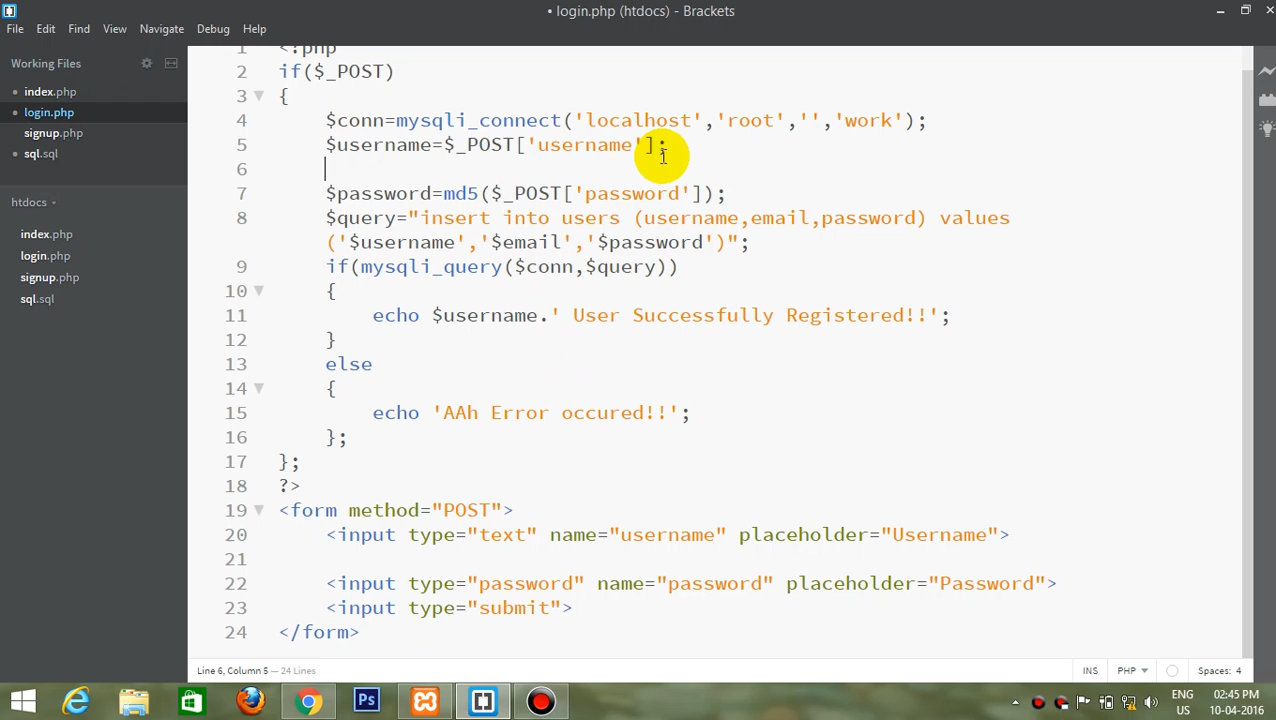 • login.php (htdocs) - Brackets
File Edit Find View Navigate Debug Help
Working Files
index.php
login.php
signup.php
sql.sql
htdocs
index.php
login.php
signup.php
sql.sql
1 <?php
2 if($_POST)
3 {
4 $conn=mysqli_connect('localhost','root','','work');
5 $username=$_POST['username'];
6
7 $password=md5($_POST['password']);
8 $query="insert into users (username,email,password) values
('$username','$email','$password')";
9 if(mysqli_query($conn,$query))
10 {
11 echo $username.' User Successfully Registered!!';
12 }
13 else
14 {
15 echo 'AAh Error occured!!';
16 };
17 };
18 ?>
19 <form method="POST">
20 <input type="text" name="username" placeholder="Username">
21
22 <input type="password" name="password" placeholder="Password">
23 <input type="submit">
24 </form>
Line 6, Column 5 — 24 Lines
INS PHP Spaces: 4
Ps
ENG 02:45 PM
US 10-04-2016